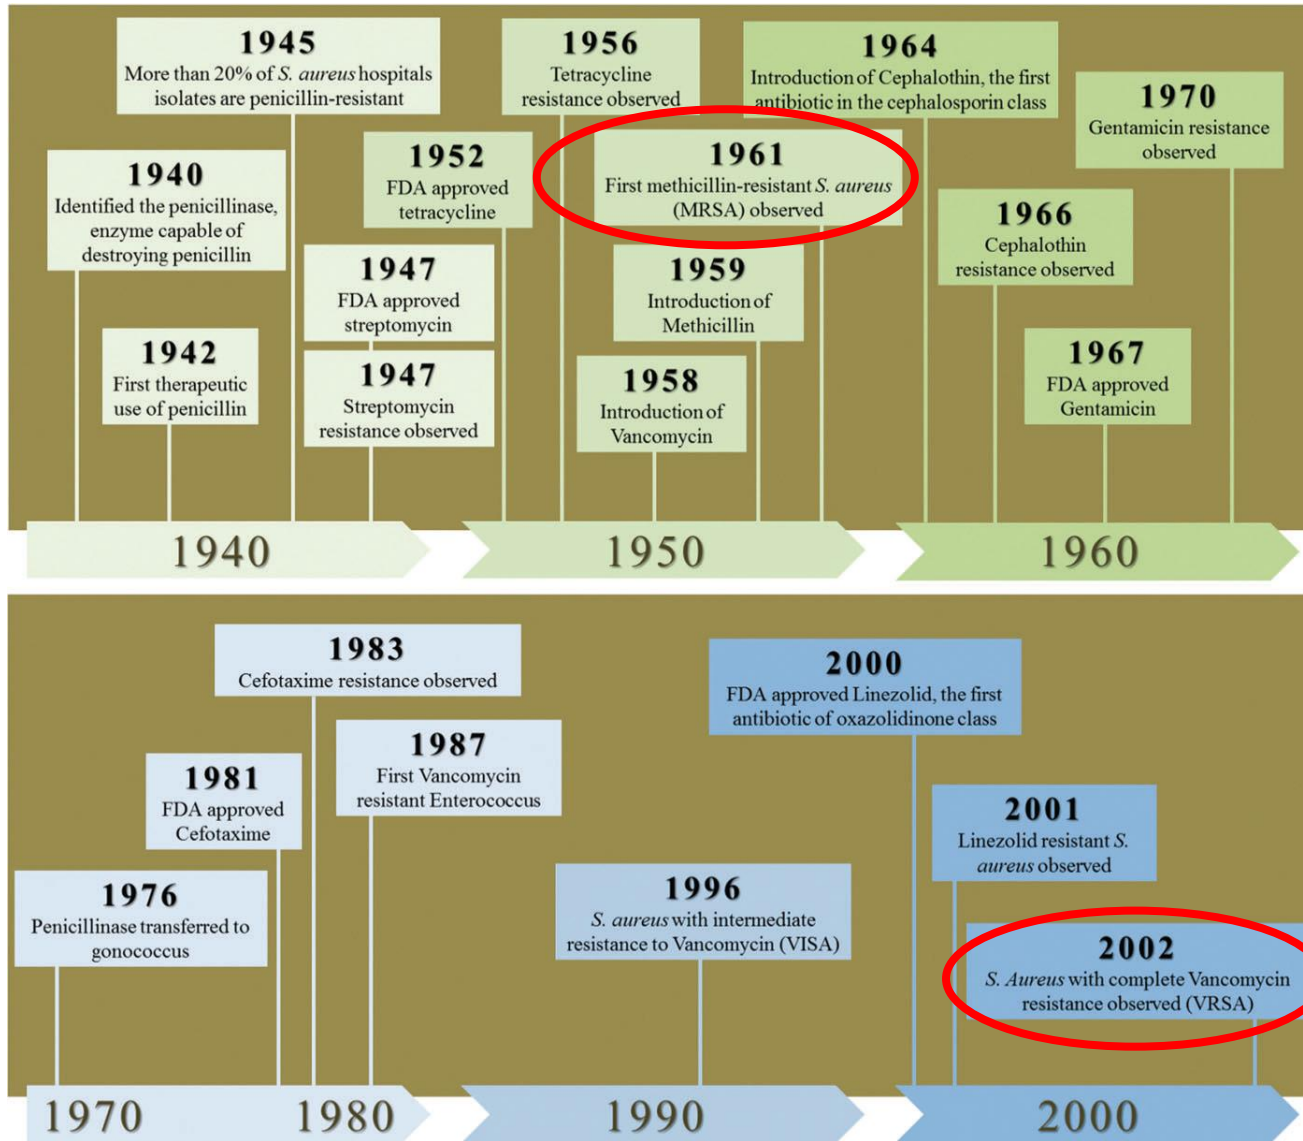 1945
More than 20% of S. aureus hospitals
isolates are penicillin-resistant
1956
Tetracycline
resistance observed
1964
Introduction of Cephalothin, the first
antibiotic in the cephalosporin class
1970
Gentamicin resistance
observed
1940
Identified the penicillinase,
enzyme capable of
destroying penicillin
1952
FDA approved
tetracycline
1961
First methicillin-resistant S. aureus
(MRSA) observed
1966
Cephalothin
resistance observed
1947
FDA approved
streptomycin
1959
Introduction of
Methicillin
1942
First therapeutic
use of penicillin
1947
Streptomycin
resistance observed
1958
Introduction of
Vancomycin
1967
FDA approved
Gentamicin
1940
1950
1960
1983
Cefotaxime resistance observed
2000
FDA approved Linezolid, the first
antibiotic of oxazolidinone class
1987
First Vancomycin
resistant Enterococcus
1981
FDA approved
Cefotaxime
2001
Linezolid resistant S.
aureus observed
1976
Penicillinase transferred to
gonococcus
1996
S. aureus with intermediate
resistance to Vancomycin (VISA)
2002
S. Aureus with complete Vancomycin
resistance observed (VRSA)
1970
1980
1990
2000